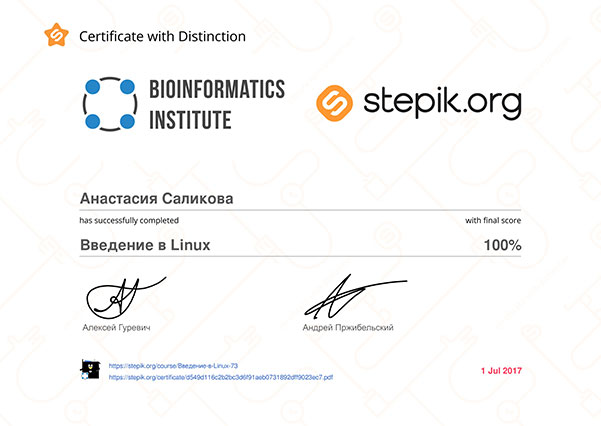 Certificate with Distinction
BIOINFORMATICS
INSTITUTE
stepik.org
Анастасия Саликова
has successfully completed
with final score
Введение в Linux
100%
Алексей Гуревич
Андрей Пржибельский
https://stepik.org/course/Введение-в-Linux-73
https://stepik.org/certificate/d549d116c2b2bc3d6f91aeb0731892dff9023ec7.pdf
1 Jul 2017